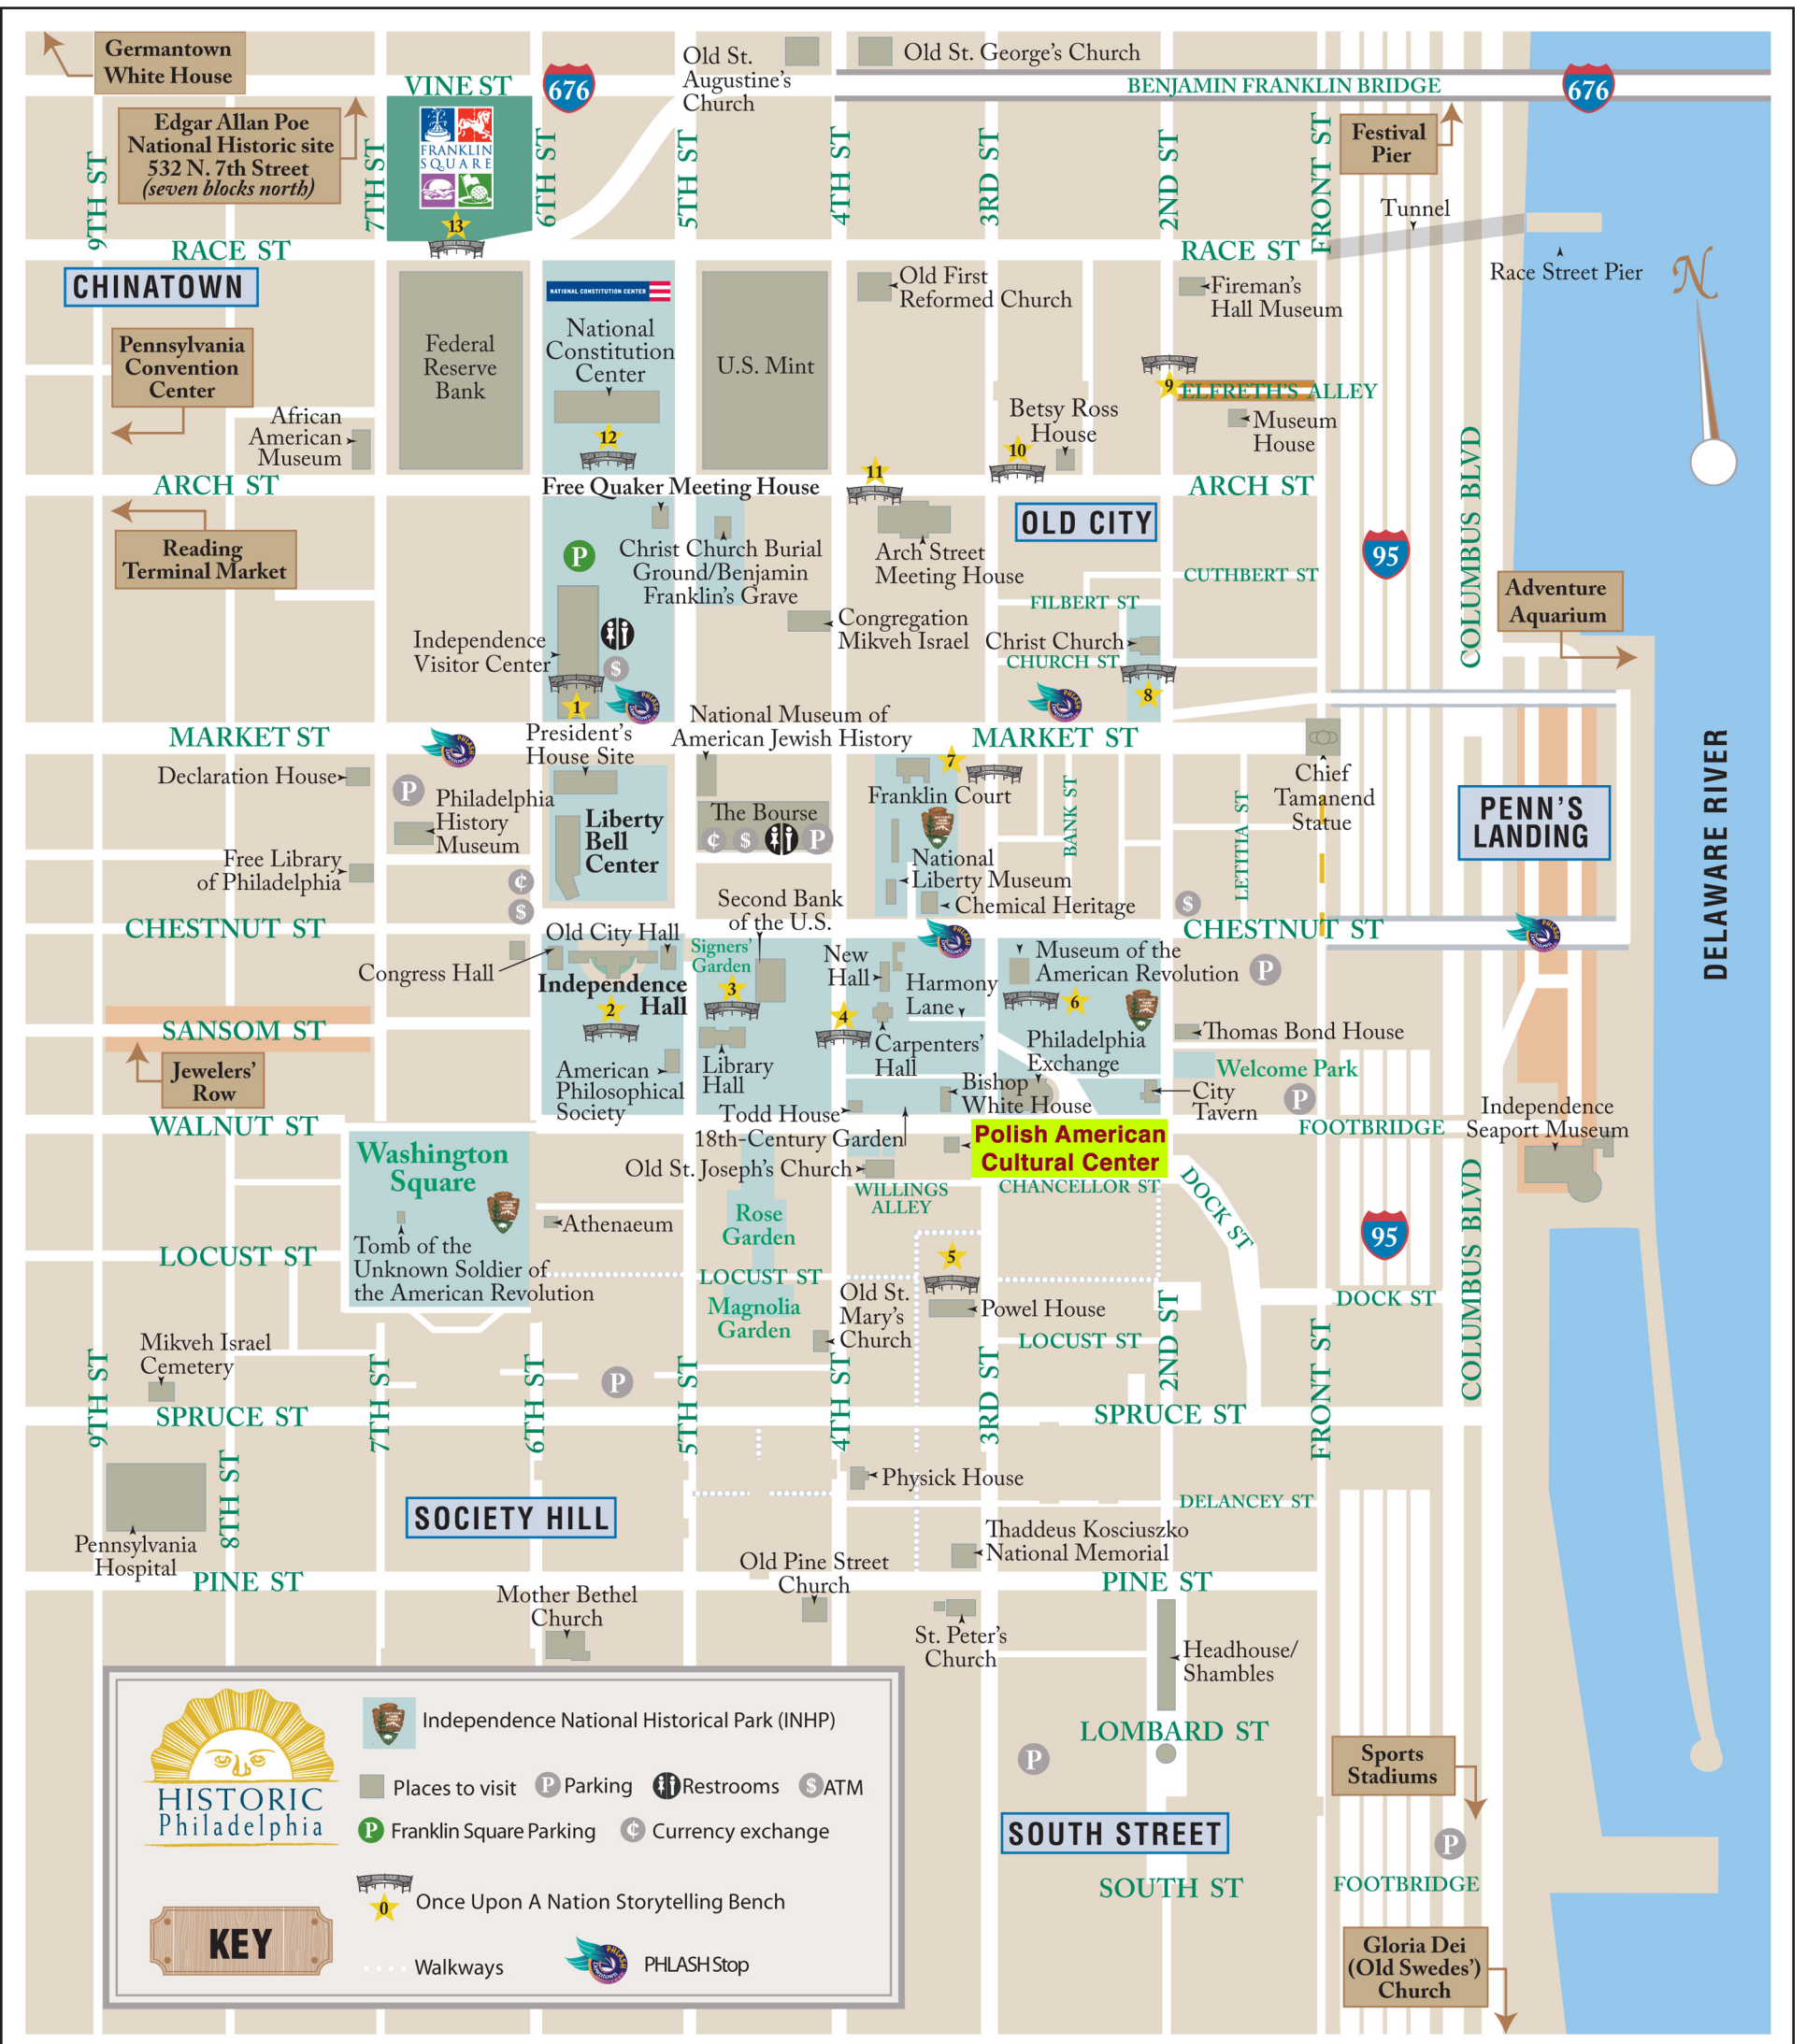 Germantown
White House
Edgar Allan Poe
National Historic site
532 N. 7th Street
(seven blocks north)
VINE ST
676
FRANKLIN
SQUARE
13
Old St.
Augustine's
Church
Old St. George's Church
BENJAMIN FRANKLIN BRIDGE
676
Festival
Pier
Tunnel
Race Street Pier
N
9TH ST
7TH ST
6TH ST
5TH ST
4TH ST
3RD ST
2ND ST
FRONT ST
RACE ST
RACE ST
CHINATOWN
Pennsylvania
Convention
Center
African
American
Museum
Federal
Reserve
Bank
NATIONAL CONSTITUTION CENTER
National
Constitution
Center
12
U.S. Mint
Old First
Reformed Church
Fireman's
Hall Museum
9
ELFRETH'S ALLEY
Museum
House
Betsy Ross
House
10
11
ARCH ST
ARCH ST
Free Quaker Meeting House
Reading
Terminal Market
P
Christ Church Burial
Ground/Benjamin
Franklin's Grave
Arch Street
Meeting House
OLD CITY
95
COLUMBUS BLVD
CUTHBERT ST
FILBERT ST
Adventure
Aquarium
Independence
Visitor Center
$
1
Congregation
Mikveh Israel
Christ Church
CHURCH ST
8
MARKET ST
MARKET ST
President's
House Site
National Museum of
American Jewish History
7
Franklin Court
Declaration House
P
Philadelphia
History
Museum
Liberty
Bell
Center
The Bourse
¢ $ P
BANK ST
LETITIA ST
Chief
Tamanend
Statue
PENN'S
LANDING
DELAWARE RIVER
Free Library
of Philadelphia
¢
$
National
Liberty Museum
Chemical Heritage
$
Second Bank
of the U.S.
CHESTNUT ST
CHESTNUT ST
Congress Hall
Old City Hall
Independence
Hall
2
Signers'
Garden
3
New
Hall
Harmony
Lane
4
Carpenters'
Hall
Museum of the
American Revolution
6
P
SANSOM ST
Jewelers'
Row
American
Philosophical
Society
Library
Hall
Philadelphia
Exchange
Thomas Bond House
Welcome Park
City
Tavern
P
Todd House
Bishop
White House
18th-Century Garden
WALNUT ST
FOOTBRIDGE
Independence
Seaport Museum
Washington
Square
Old St. Joseph's Church
Polish American
Cultural Center
WILLINGS
ALLEY
CHANCELLOR ST
DOCK ST
Tomb of the
Unknown Soldier of
the American Revolution
Athenaeum
Rose
Garden
LOCUST ST
LOCUST ST
Magnolia
Garden
5
Powel House
Old St.
Mary's
Church
LOCUST ST
95
DOCK ST
COLUMBUS BLVD
Mikveh Israel
Cemetery
P
9TH ST
8TH ST
7TH ST
6TH ST
5TH ST
4TH ST
3RD ST
2ND ST
FRONT ST
SPRUCE ST
SPRUCE ST
Pennsylvania
Hospital
SOCIETY HILL
Physick House
DELANCEY ST
Thaddeus Kosciuszko
National Memorial
PINE ST
PINE ST
Mother Bethel
Church
Old Pine Street
Church
St. Peter's
Church
Headhouse/
Shambles
LOMBARD ST
P
SOUTH STREET
SOUTH ST
Sports
Stadiums
P
FOOTBRIDGE
Gloria Dei
(Old Swedes')
Church
HISTORIC
Philadelphia
KEY
Independence National Historical Park (INHP)
Places to visit
P Parking
Restrooms
$ ATM
P Franklin Square Parking
¢ Currency exchange
0 Once Upon A Nation Storytelling Bench
Walkways
PHLASH Stop